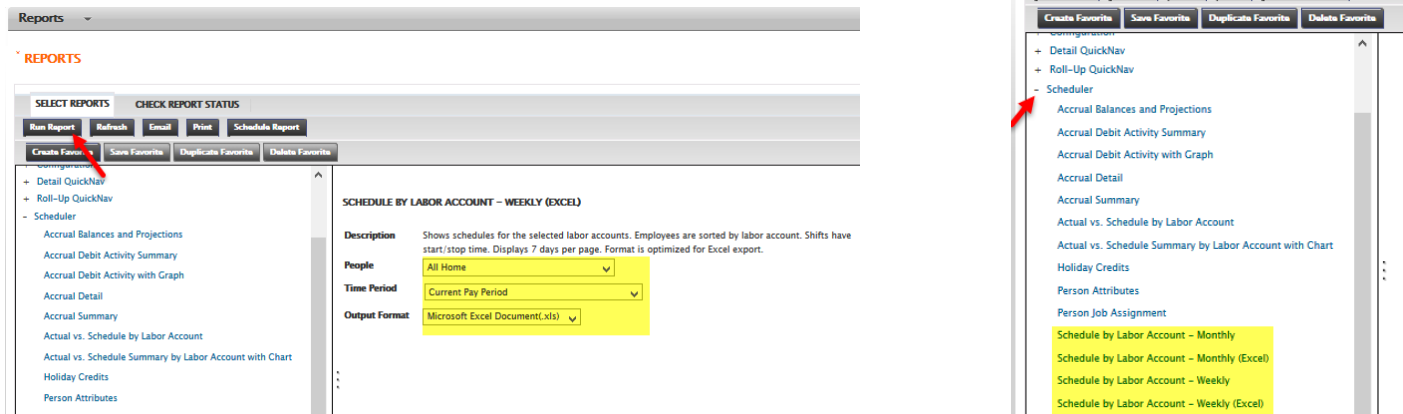 Reports
REPORTS
SELECT REPORTS CHECK REPORT STATUS
Run Report Refresh Email Print Schedule Report
Create Favorite Save Favorite Duplicate Favorite Delete Favorite
Configuration
+ Detail QuickNav
+ Roll-Up QuickNav
- Scheduler
Accrual Balances and Projections
Accrual Debit Activity Summary
Accrual Debit Activity with Graph
Accrual Detail
Accrual Summary
Actual vs. Schedule by Labor Account
Actual vs. Schedule Summary by Labor Account with Chart
Holiday Credits
Person Attributes
SCHEDULE BY LABOR ACCOUNT – WEEKLY (EXCEL)
Description Shows schedules for the selected labor accounts. Employees are sorted by labor account. Shifts have
start/stop time. Displays 7 days per page. Format is optimized for Excel export.
People All Home
Time Period Current Pay Period
Output Format Microsoft Excel Document(.xls)
Create Favorite Save Favorite Duplicate Favorite Delete Favorite
Configuration
+ Detail QuickNav
+ Roll-Up QuickNav
- Scheduler
Accrual Balances and Projections
Accrual Debit Activity Summary
Accrual Debit Activity with Graph
Accrual Detail
Accrual Summary
Actual vs. Schedule by Labor Account
Actual vs. Schedule Summary by Labor Account with Chart
Holiday Credits
Person Attributes
Person Job Assignment
Schedule by Labor Account – Monthly
Schedule by Labor Account – Monthly (Excel)
Schedule by Labor Account – Weekly
Schedule by Labor Account – Weekly (Excel)